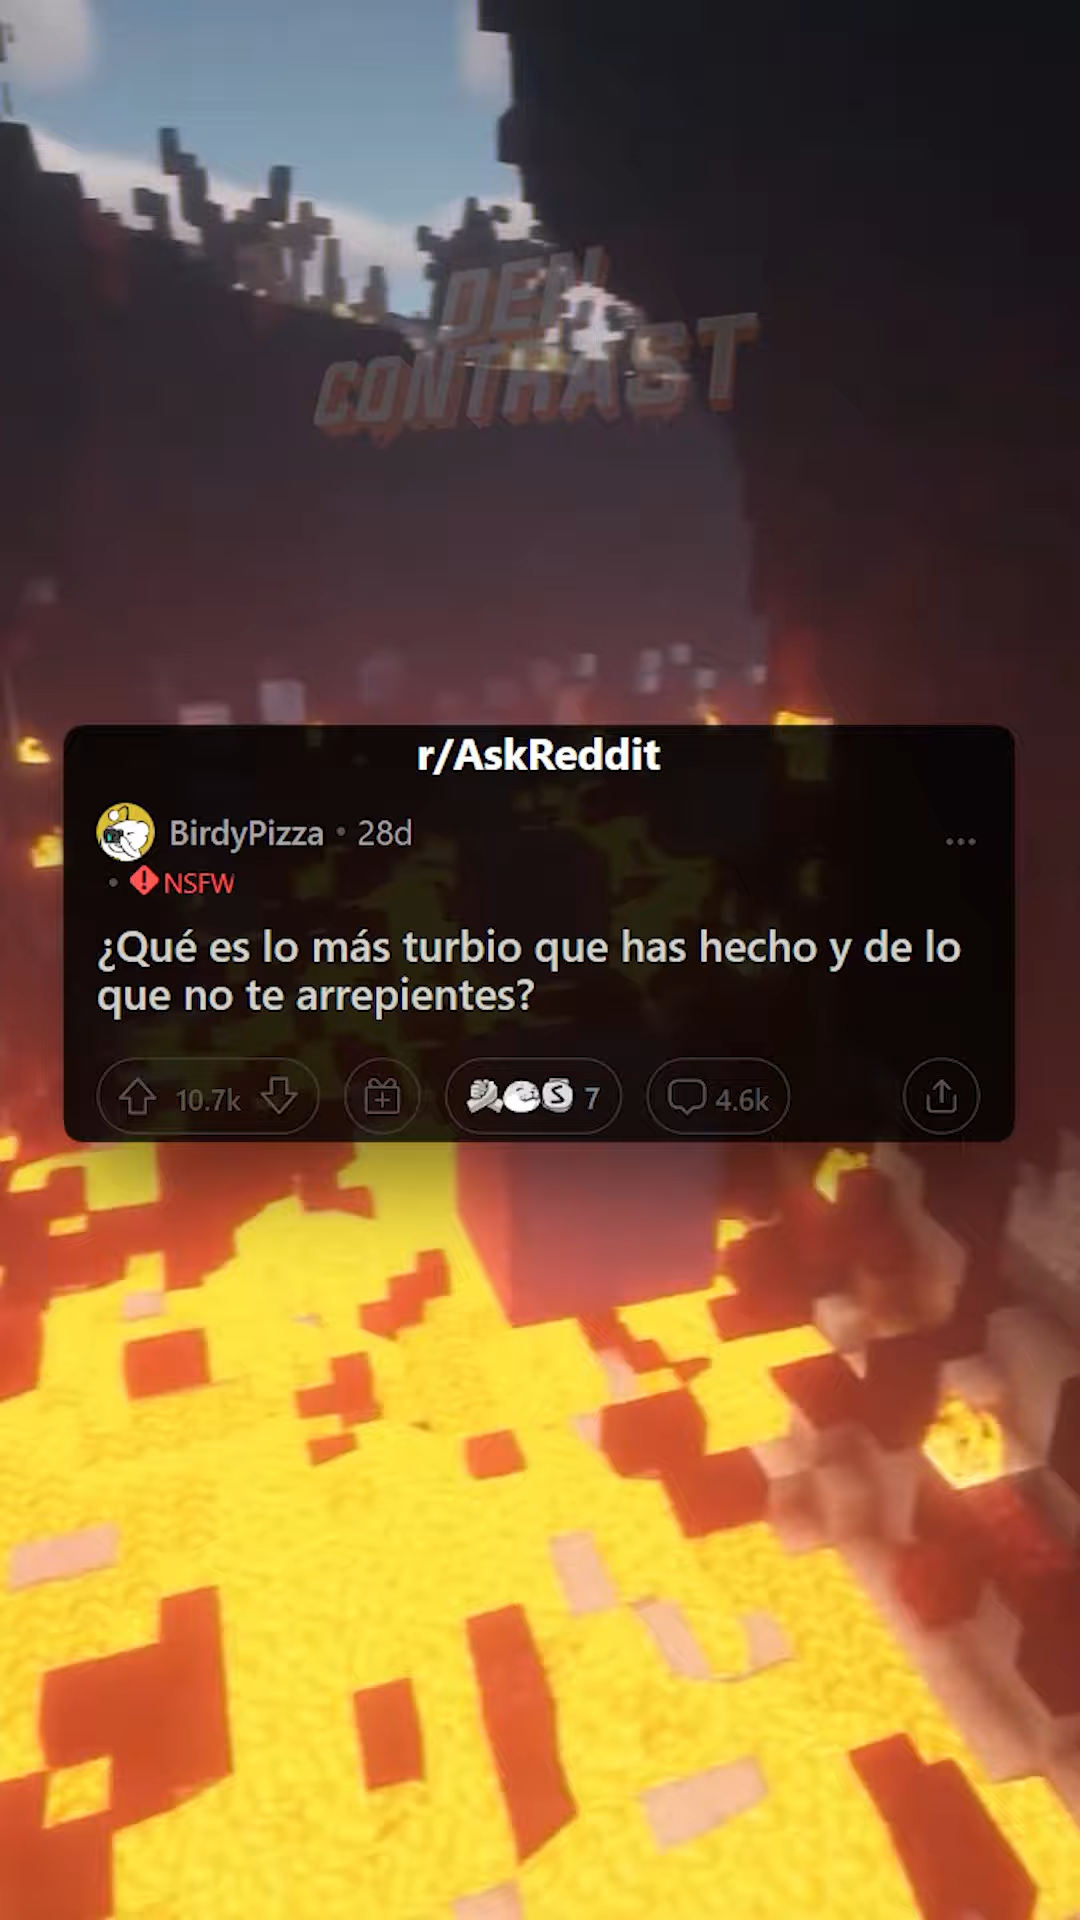 DEN
CONTRAST
r/AskReddit
BirdyPizza • 28d
• NSFW
¿Qué es lo más turbio que has hecho y de lo
que no te arrepientes?
10.7k 7 4.6k